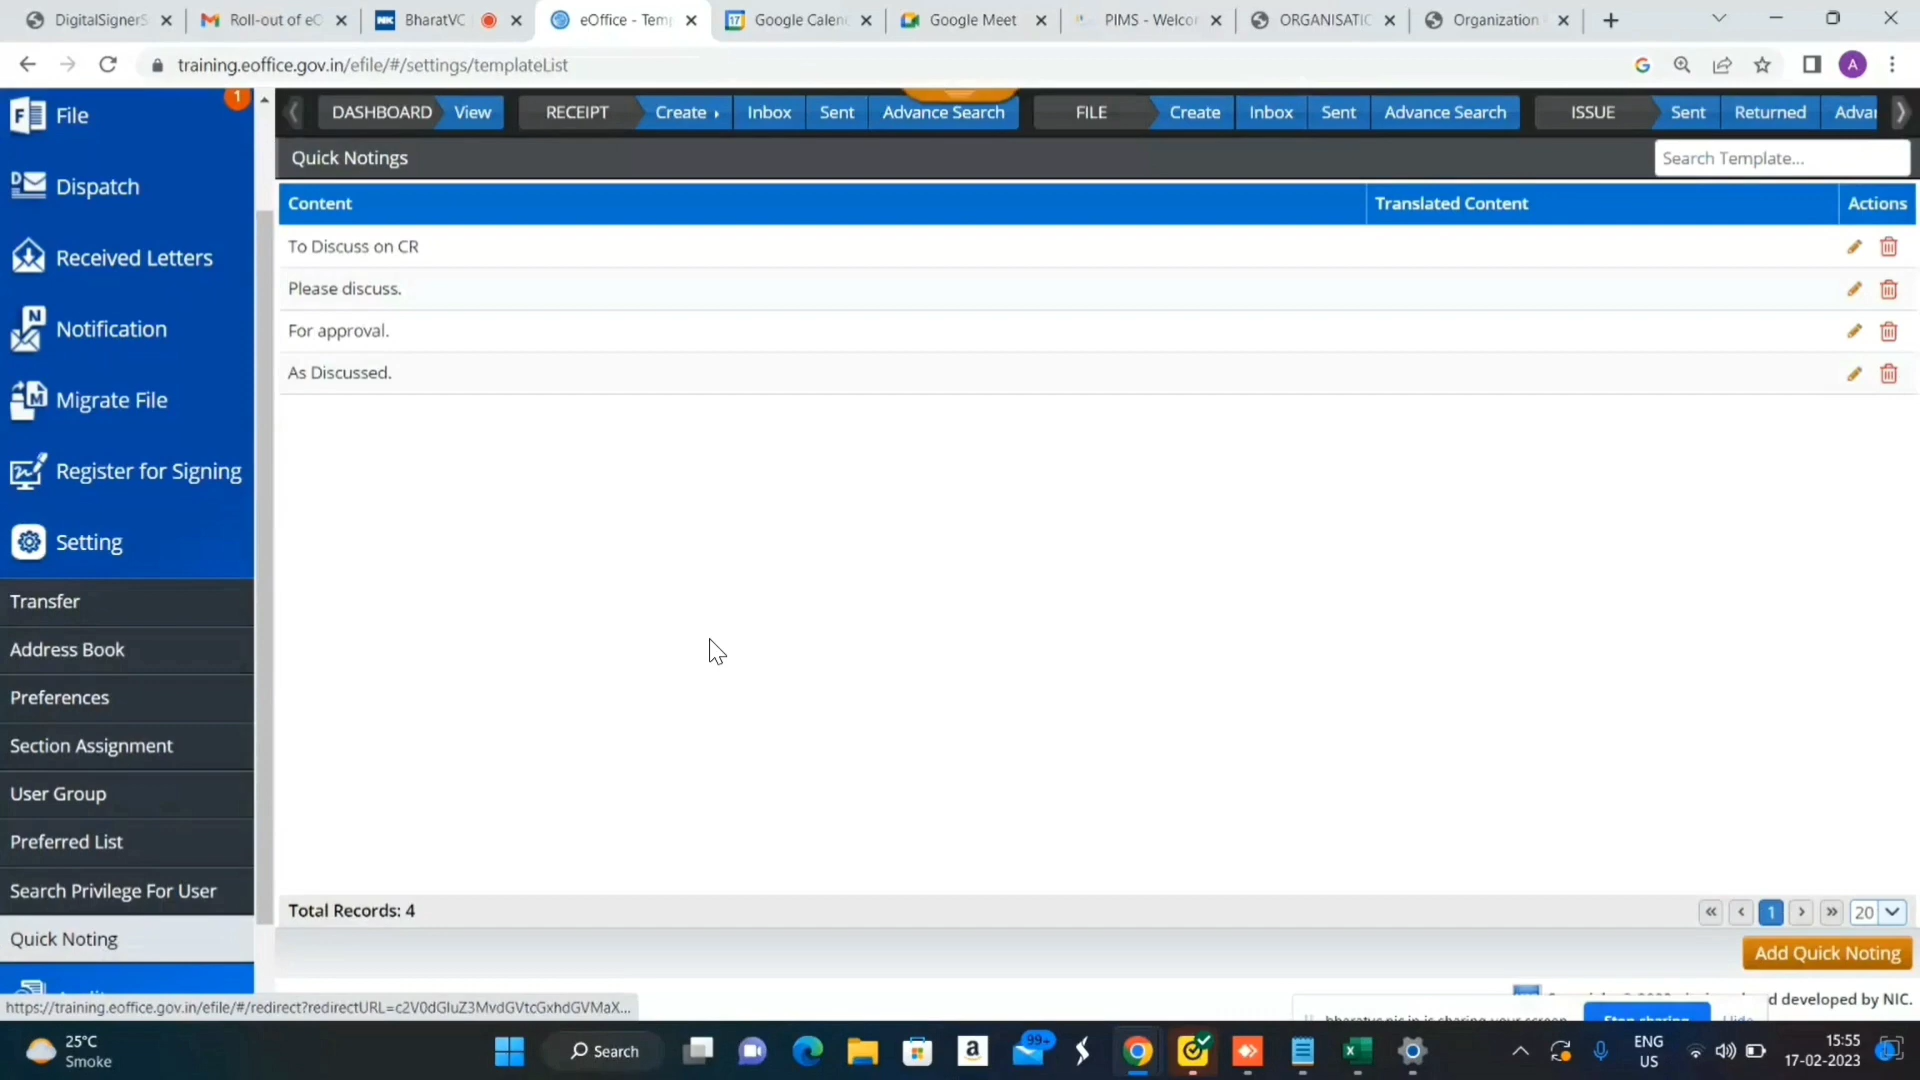 DigitalSignerS
Roll-out of eO
BharatVC
eOffice - Temp
Google Calen
Google Meet
PIMS - Welcor
ORGANISATIO
Organization
training.eoffice.gov.in/efile/#/settings/templateList
A
File
1
Dispatch
Received Letters
Notification
Migrate File
Register for Signing
Setting
Transfer
Address Book
Preferences
Section Assignment
User Group
Preferred List
Search Privilege For User
Quick Noting
DASHBOARD View RECEIPT Create Inbox Sent Advance Search FILE Create Inbox Sent Advance Search ISSUE Sent Returned Advan
Quick Notings
Search Template...
Content Translated Content Actions
To Discuss on CR
Please discuss.
For approval.
As Discussed.
Total Records: 4
« ‹ 1 › » 20
Add Quick Noting
https://training.eoffice.gov.in/efile/#/redirect?redirectURL=c2V0dGluZ3MvdGVtcGxhdGVMaX...
d developed by NIC.
bharatvc.nic.in is sharing your screen.
Stop sharing
Hide
25°C
Smoke
Search
99+
ENG
US
15:55
17-02-2023